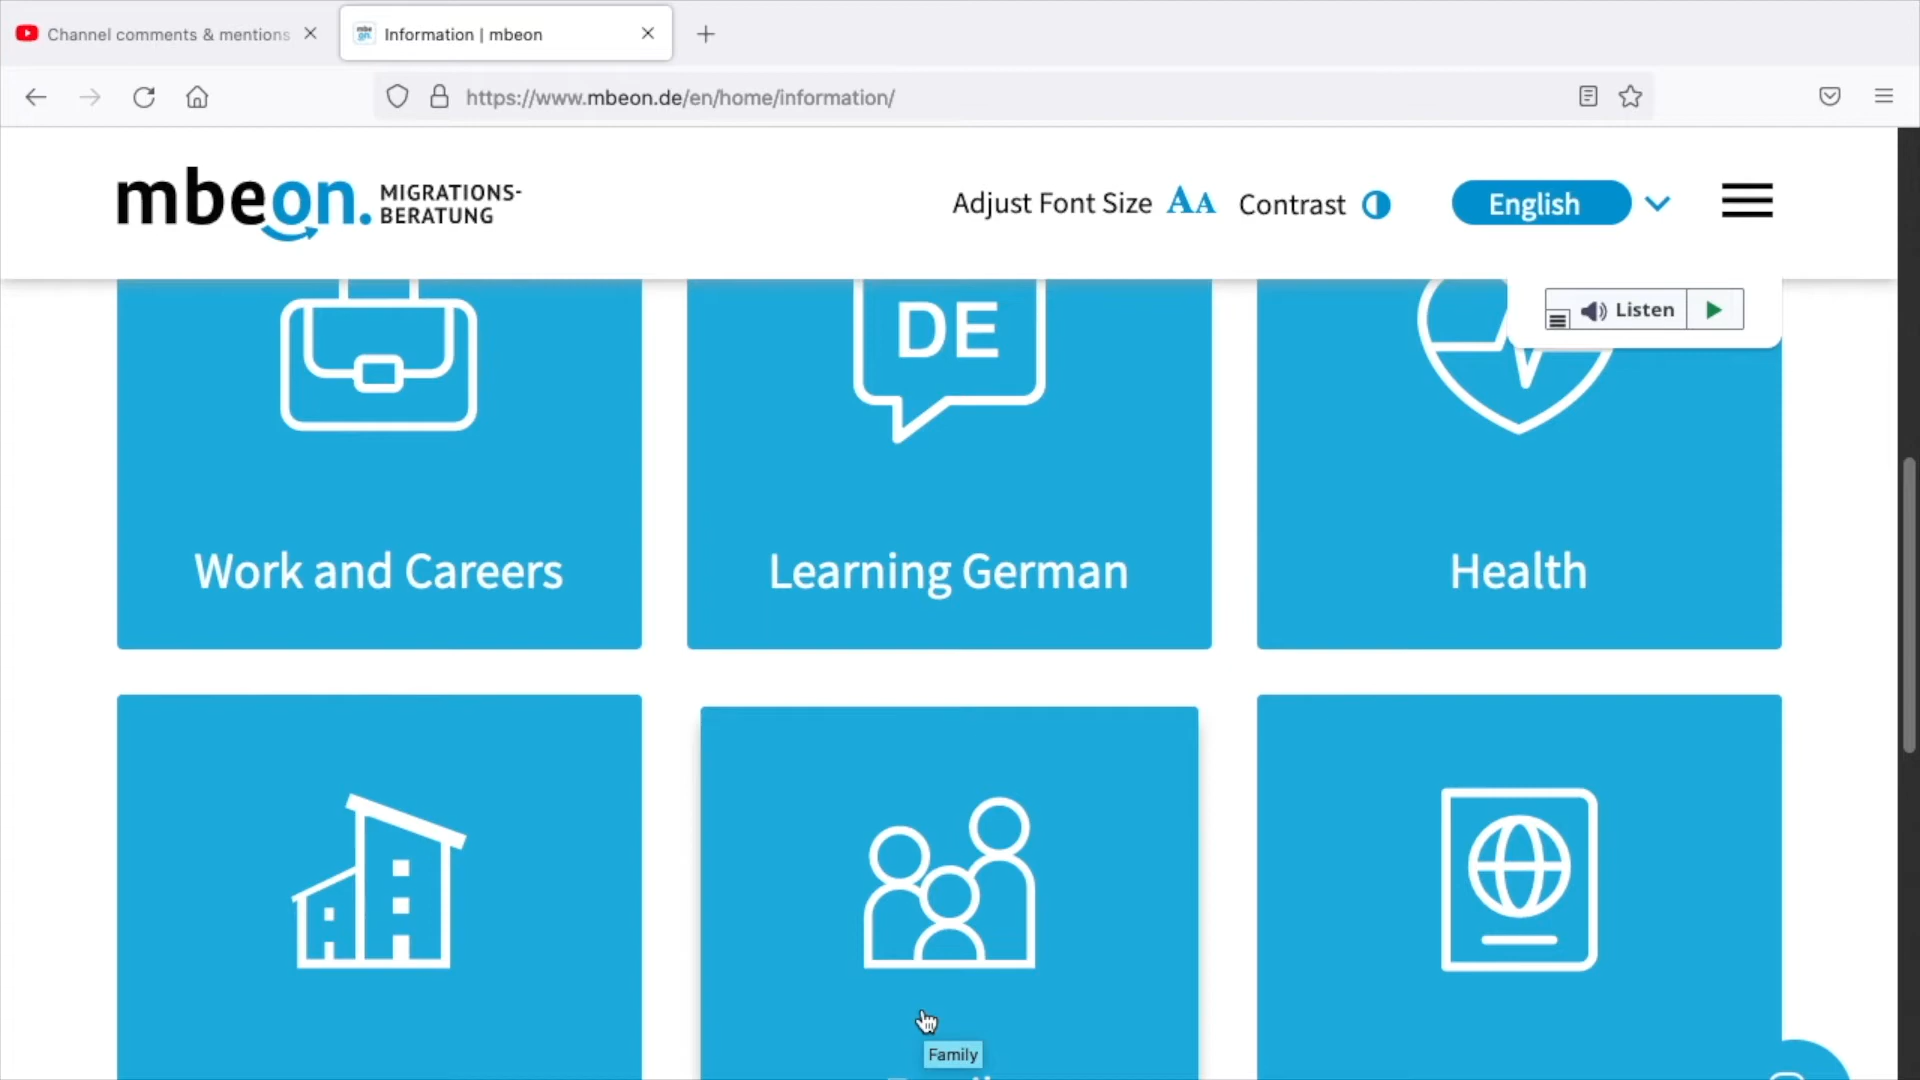 Channel comments & mentions
Information | mbeon
https://www.mbeon.de/en/home/information/
mbeon. MIGRATIONS-
BERATUNG
Adjust Font Size AA Contrast English
Listen
DE
Work and Careers
Learning German
Health
Family